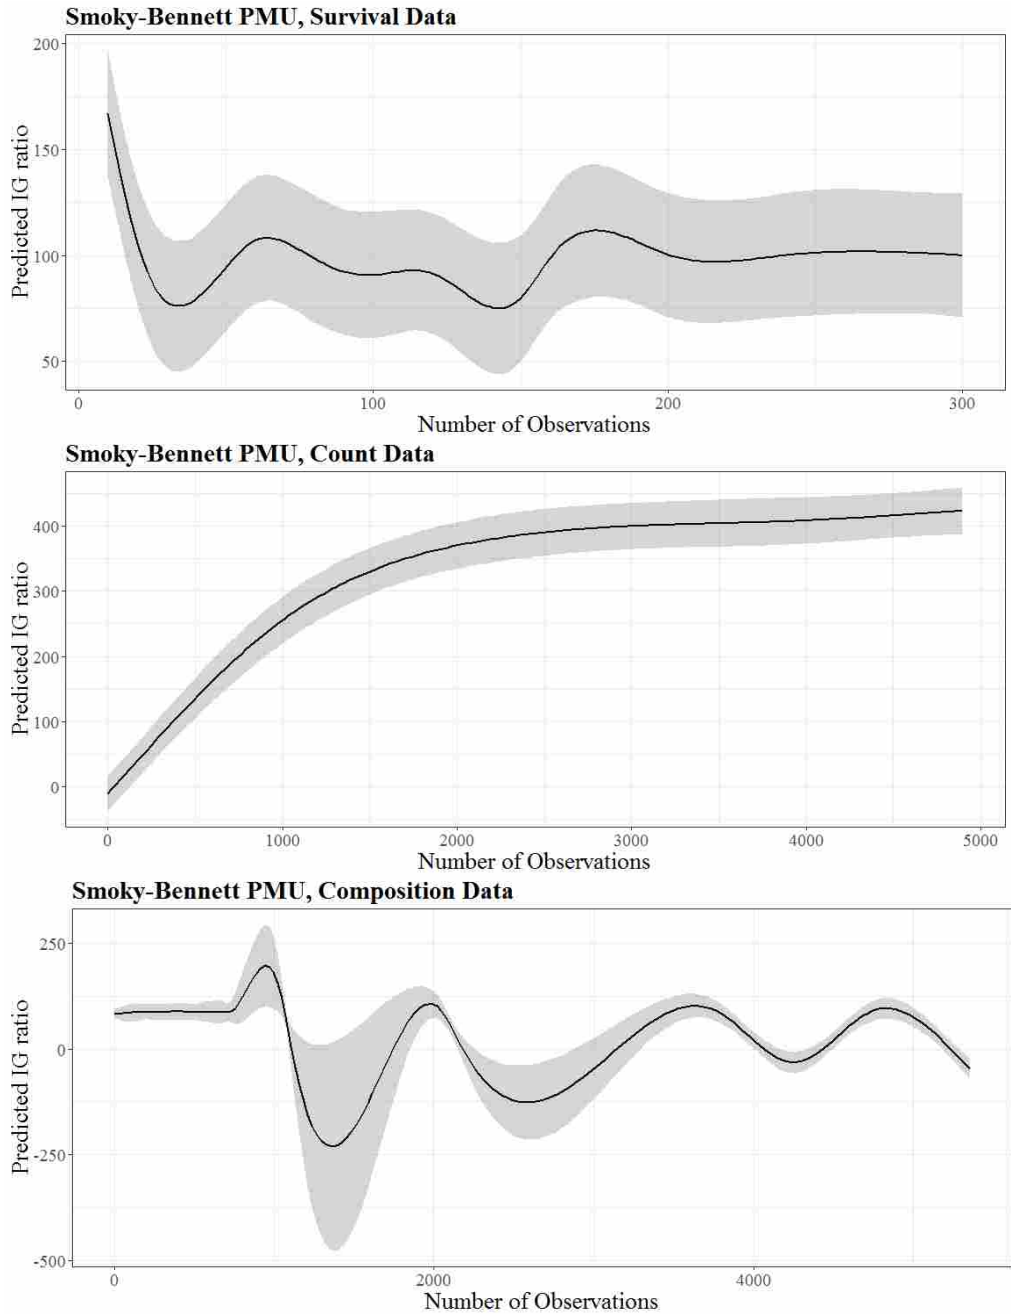 Smoky-Bennett PMU, Survival Data
200
150
100
50
Predicted IG ratio
0 100 200 300
Number of Observations
Smoky-Bennett PMU, Count Data
400
300
200
100
0
Predicted IG ratio
0 1000 2000 3000 4000 5000
Number of Observations
Smoky-Bennett PMU, Composition Data
250
0
-250
-500
Predicted IG ratio
0 2000 4000
Number of Observations